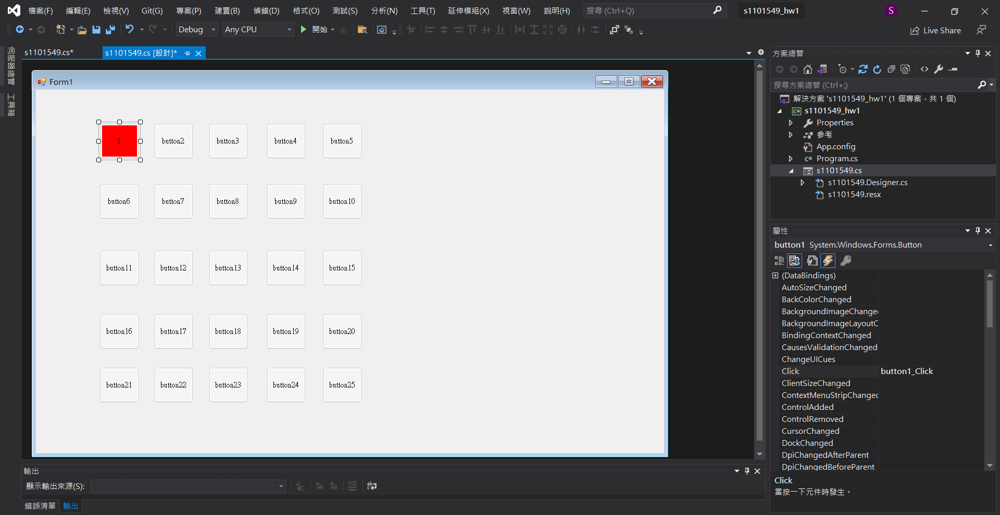 檔案(F) 編輯(E) 檢視(V) Git(G) 專案(P) 建置(B) 偵錯(D) 格式(O) 測試(S) 分析(N) 工具(T) 延伸模組(X) 視窗(W) 說明(H) 搜尋 (Ctrl+Q) s1101549_hw1 S
Debug Any CPU 開始 Live Share
伺服器總管
工具箱
s1101549.cs* s1101549.cs [設計]*
Form1
1 button2 button3 button4 button5
button6 button7 button8 button9 button10
button11 button12 button13 button14 button15
button16 button17 button18 button19 button20
button21 button22 button23 button24 button25
輸出
顯示輸出來源(S):
錯誤清單 輸出
方案總管
搜尋方案總管 (Ctrl+;)
解決方案 's1101549_hw1' (1 個專案，共 1 個)
s1101549_hw1
Properties
參考
App.config
Program.cs
s1101549.cs
s1101549.Designer.cs
s1101549.resx
屬性
button1 System.Windows.Forms.Button
(DataBindings)
AutoSizeChanged
BackColorChanged
BackgroundImageChange
BackgroundImageLayoutC
BindingContextChanged
CausesValidationChanged
ChangeUICues
Click button1_Click
ClientSizeChanged
ContextMenuStripChanged
ControlAdded
ControlRemoved
CursorChanged
DockChanged
DpiChangedAfterParent
DpiChangedBeforeParent
Click
當按一下元件時發生。